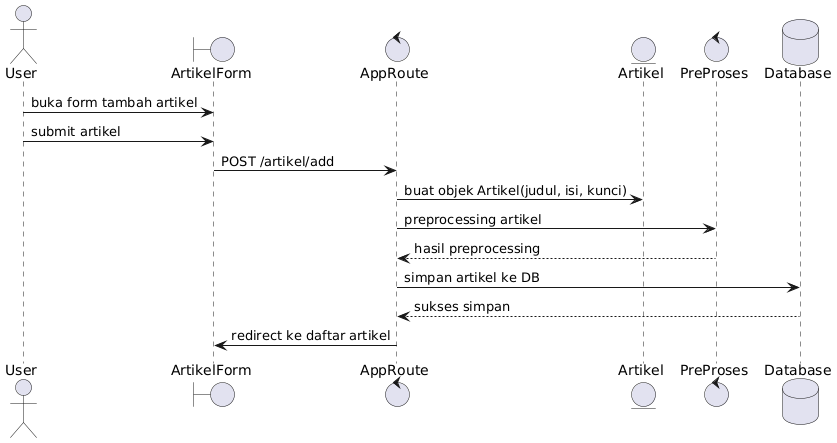 User
ArtikelForm
AppRoute
Artikel
PreProses
Database
buka form tambah artikel
submit artikel
POST /artikel/add
buat objek Artikel(judul, isi, kunci)
preprocessing artikel
hasil preprocessing
simpan artikel ke DB
sukses simpan
redirect ke daftar artikel
User
ArtikelForm
AppRoute
Artikel
PreProses
Database